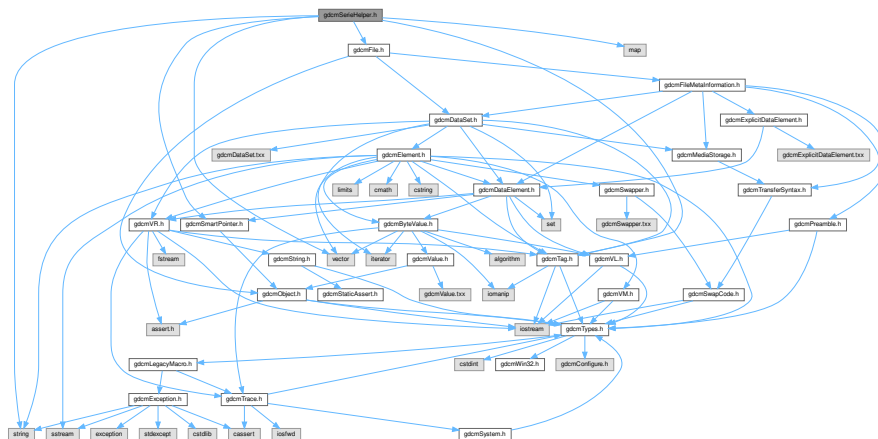 gdcmSerieHelper.h
gdcmFile.h
map
gdcmFileMetaInformation.h
gdcmDataSet.h
gdcmExplicitDataElement.h
gdcmDataSet.txx
gdcmElement.h
gdcmMediaStorage.h
gdcmExplicitDataElement.txx
limits
cmath
cstring
gdcmDataElement.h
gdcmSwapper.h
gdcmTransferSyntax.h
gdcmVR.h
gdcmSmartPointer.h
gdcmByteValue.h
set
gdcmSwapper.txx
gdcmPreamble.h
fstream
gdcmString.h
vector
iterator
gdcmValue.h
algorithm
gdcmTag.h
gdcmVL.h
gdcmObject.h
gdcmStaticAssert.h
gdcmValue.txx
iomanip
gdcmVM.h
gdcmSwapCode.h
assert.h
iostream
gdcmTypes.h
gdcmLegacyMacro.h
cstdint
gdcmWin32.h
gdcmConfigure.h
gdcmException.h
gdcmTrace.h
string
sstream
exception
stdexcept
cstdlib
cassert
iosfwd
gdcmSystem.h